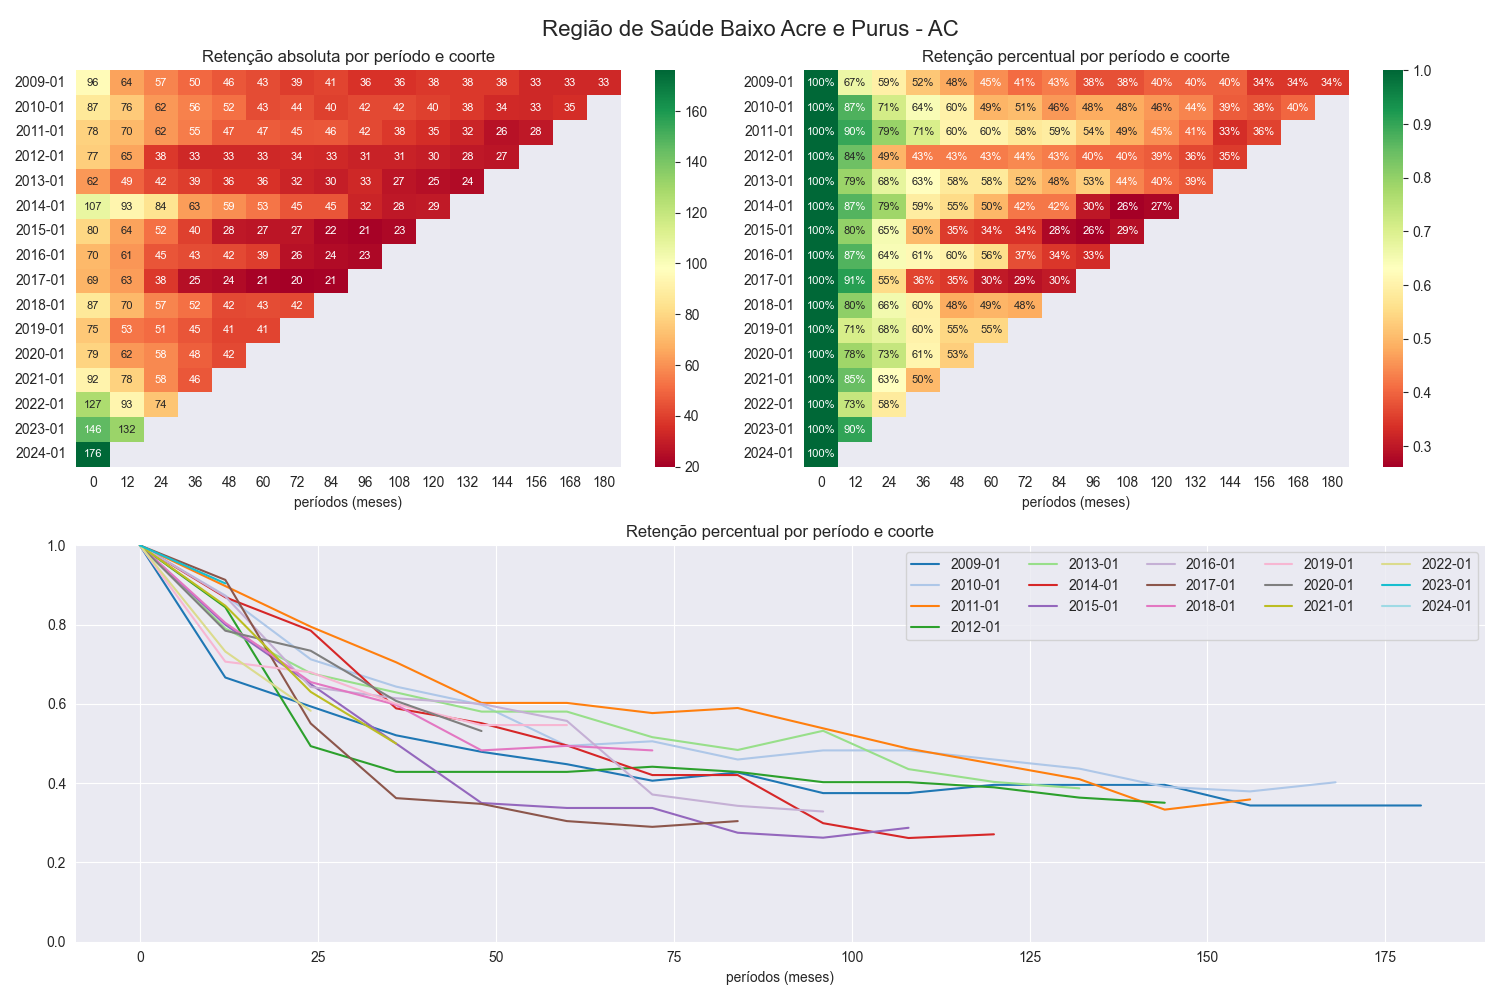 Região de Saúde Baixo Acre e Purus - AC
Retenção absoluta por período e coorte
2009-01 96 64 57 50 46 43 39 41 36 36 38 38 38 33 33 33
2010-01 87 76 62 56 52 43 44 40 42 42 40 38 34 33 35
2011-01 78 70 62 55 47 47 45 46 42 38 35 32 26 28
2012-01 77 65 38 33 33 33 34 33 31 31 30 28 27
2013-01 62 49 42 39 36 36 32 30 33 27 25 24
2014-01 107 93 84 63 59 53 45 45 32 28 29
2015-01 80 64 52 40 28 27 27 22 21 23
2016-01 70 61 45 43 42 39 26 24 23
2017-01 69 63 38 25 24 21 20 21
2018-01 87 70 57 52 42 43 42
2019-01 75 53 51 45 41 41
2020-01 79 62 58 48 42
2021-01 92 78 58 46
2022-01 127 93 74
2023-01 146 132
2024-01 176
0 12 24 36 48 60 72 84 96 108 120 132 144 156 168 180
períodos (meses)
160
140
120
100
80
60
40
20
Retenção percentual por período e coorte
2009-01 100% 67% 59% 52% 48% 45% 41% 43% 38% 38% 40% 40% 40% 34% 34% 34%
2010-01 100% 87% 71% 64% 60% 49% 51% 46% 48% 48% 46% 44% 39% 38% 40%
2011-01 100% 90% 79% 71% 60% 60% 58% 59% 54% 49% 45% 41% 33% 36%
2012-01 100% 84% 49% 43% 43% 43% 44% 43% 40% 40% 39% 36% 35%
2013-01 100% 79% 68% 63% 58% 58% 52% 48% 53% 44% 40% 39%
2014-01 100% 87% 79% 59% 55% 50% 42% 42% 30% 26% 27%
2015-01 100% 80% 65% 50% 35% 34% 34% 28% 26% 29%
2016-01 100% 87% 64% 61% 60% 56% 37% 34% 33%
2017-01 100% 91% 55% 36% 35% 30% 29% 30%
2018-01 100% 80% 66% 60% 48% 49% 48%
2019-01 100% 71% 68% 60% 55% 55%
2020-01 100% 78% 73% 61% 53%
2021-01 100% 85% 63% 50%
2022-01 100% 73% 58%
2023-01 100% 90%
2024-01 100%
0 12 24 36 48 60 72 84 96 108 120 132 144 156 168 180
períodos (meses)
1.0
0.9
0.8
0.7
0.6
0.5
0.4
0.3
Retenção percentual por período e coorte
1.0
0.8
0.6
0.4
0.2
0.0
2009-01 2013-01 2016-01 2019-01 2022-01
2010-01 2014-01 2017-01 2020-01 2023-01
2011-01 2015-01 2018-01 2021-01 2024-01
2012-01
0 25 50 75 100 125 150 175
períodos (meses)